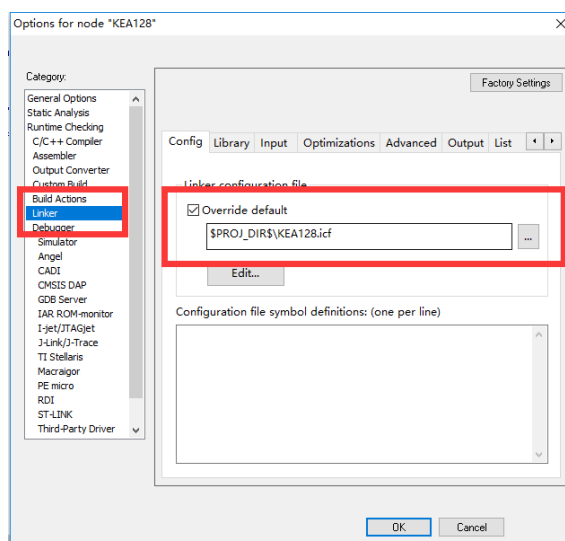 Options for node "KEA128"
Category:
Factory Settings
General Options
Static Analysis
Runtime Checking
C/C++ Compiler
Assembler
Output Converter
Custom Build
Build Actions
Linker
Debugger
Simulator
Angel
CADI
CMSIS DAP
GDB Server
IAR ROM-monitor
I-jet/JTAGjet
J-Link/J-Trace
TI Stellaris
Macraigor
PE micro
RDI
ST-LINK
Third-Party Driver
Config Library Input Optimizations Advanced Output List
Linker configuration file
Override default
$PROJ_DIR$\KEA128.icf
...
Edit...
Configuration file symbol definitions: (one per line)
OK Cancel